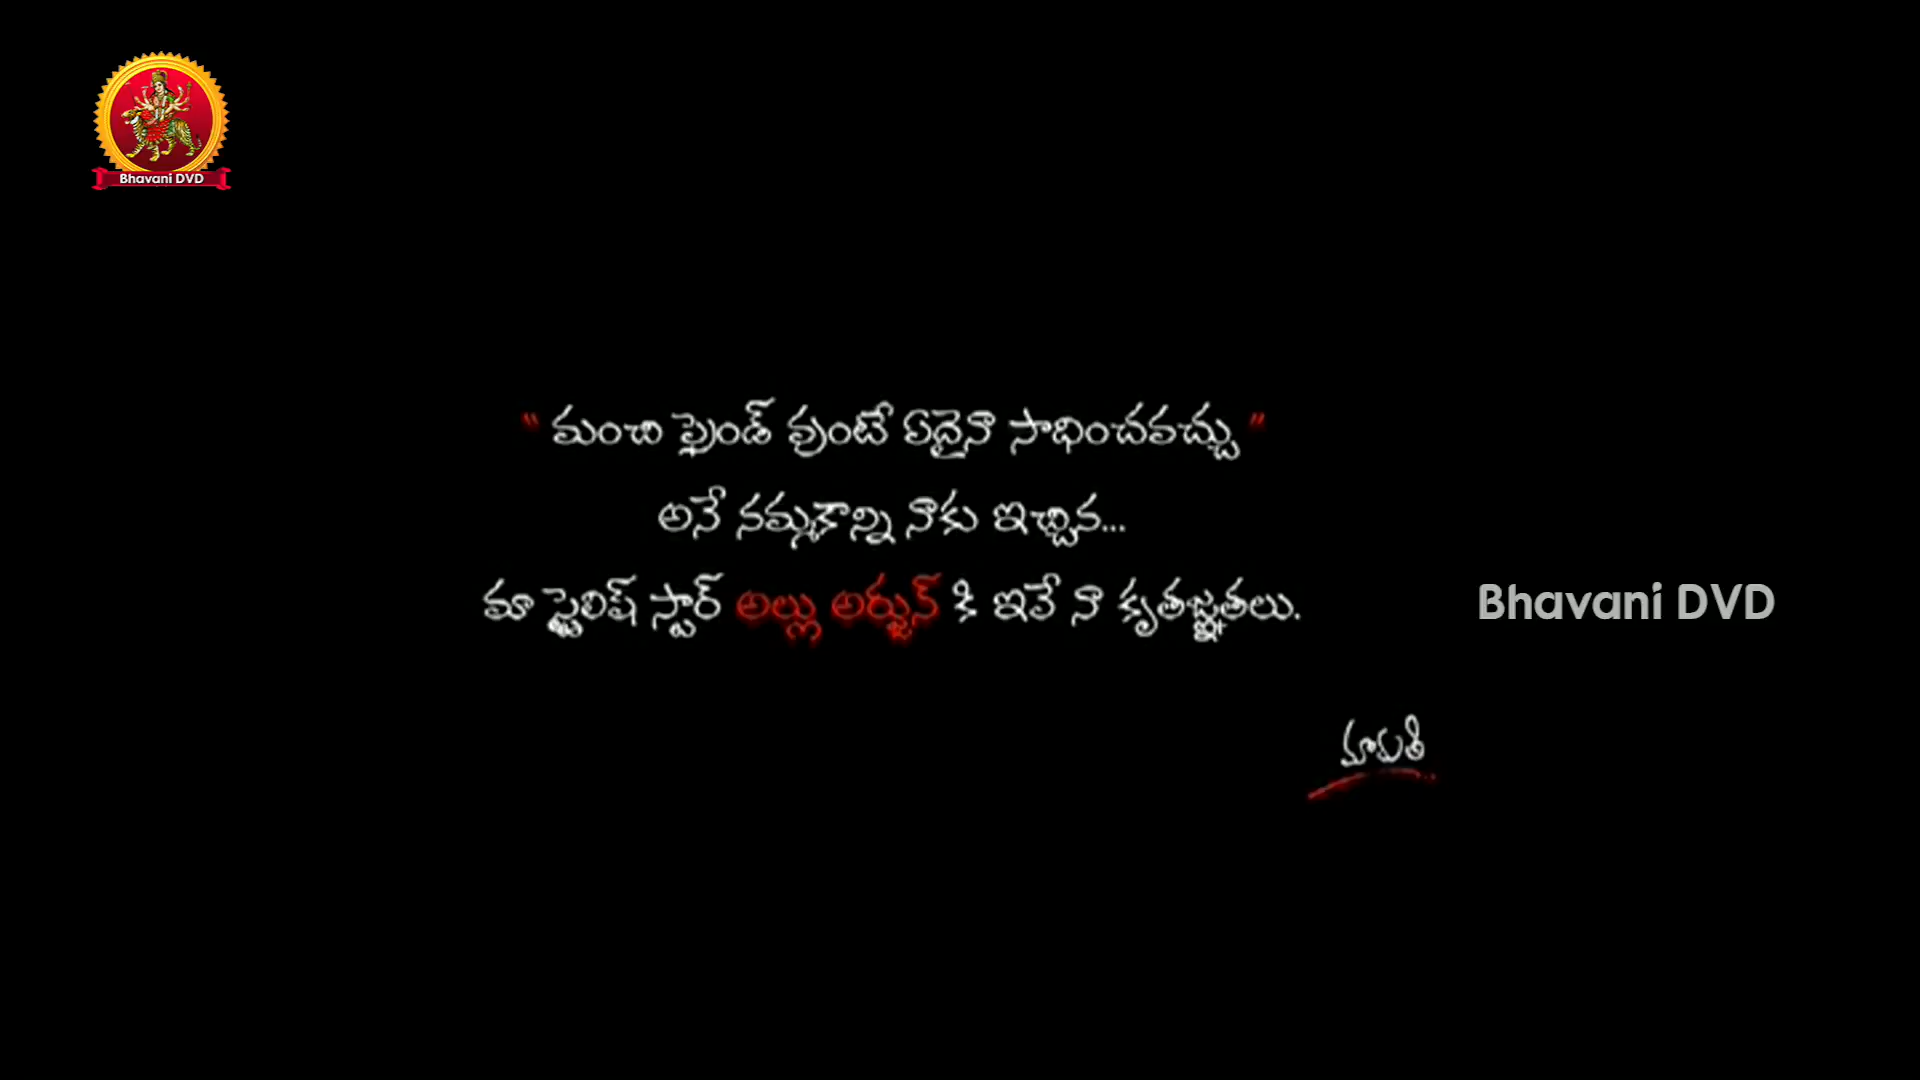 Bhavani DVD
" మంచి ఫ్రెండ్ వుంటే ఏదైనా సాధించవచ్చు "
అనే నమ్మకాన్ని నాకు ఇచ్చిన...
మా స్టైలిష్ స్టార్ అల్లు అర్జున్ కి ఇవే నా కృతజ్ఞతలు.
Bhavani DVD
మారుతి